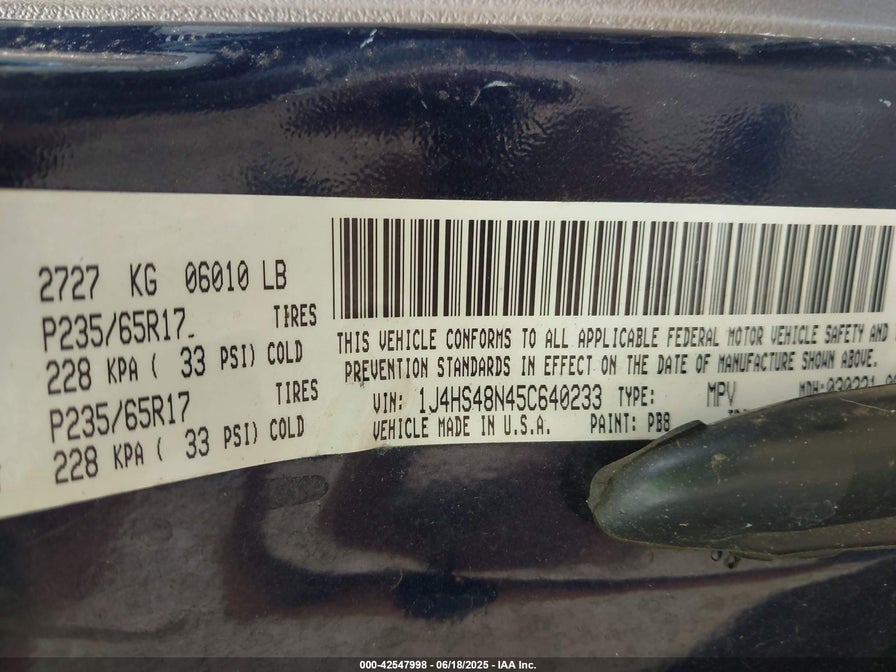 2727 KG 06010 LB
P235/65R17 TIRES
228 KPA ( 33 PSI) COLD
P235/65R17 TIRES
228 KPA ( 33 PSI) COLD
THIS VEHICLE CONFORMS TO ALL APPLICABLE FEDERAL MOTOR VEHICLE SAFETY AND
PREVENTION STANDARDS IN EFFECT ON THE DATE OF MANUFACTURE SHOWN ABOVE.
VIN: 1J4HS48N45C640233 TYPE: MPV MDH:
VEHICLE MADE IN U.S.A. PAINT: PB8
000-42547998 - 06/18/2025 - IAA Inc.